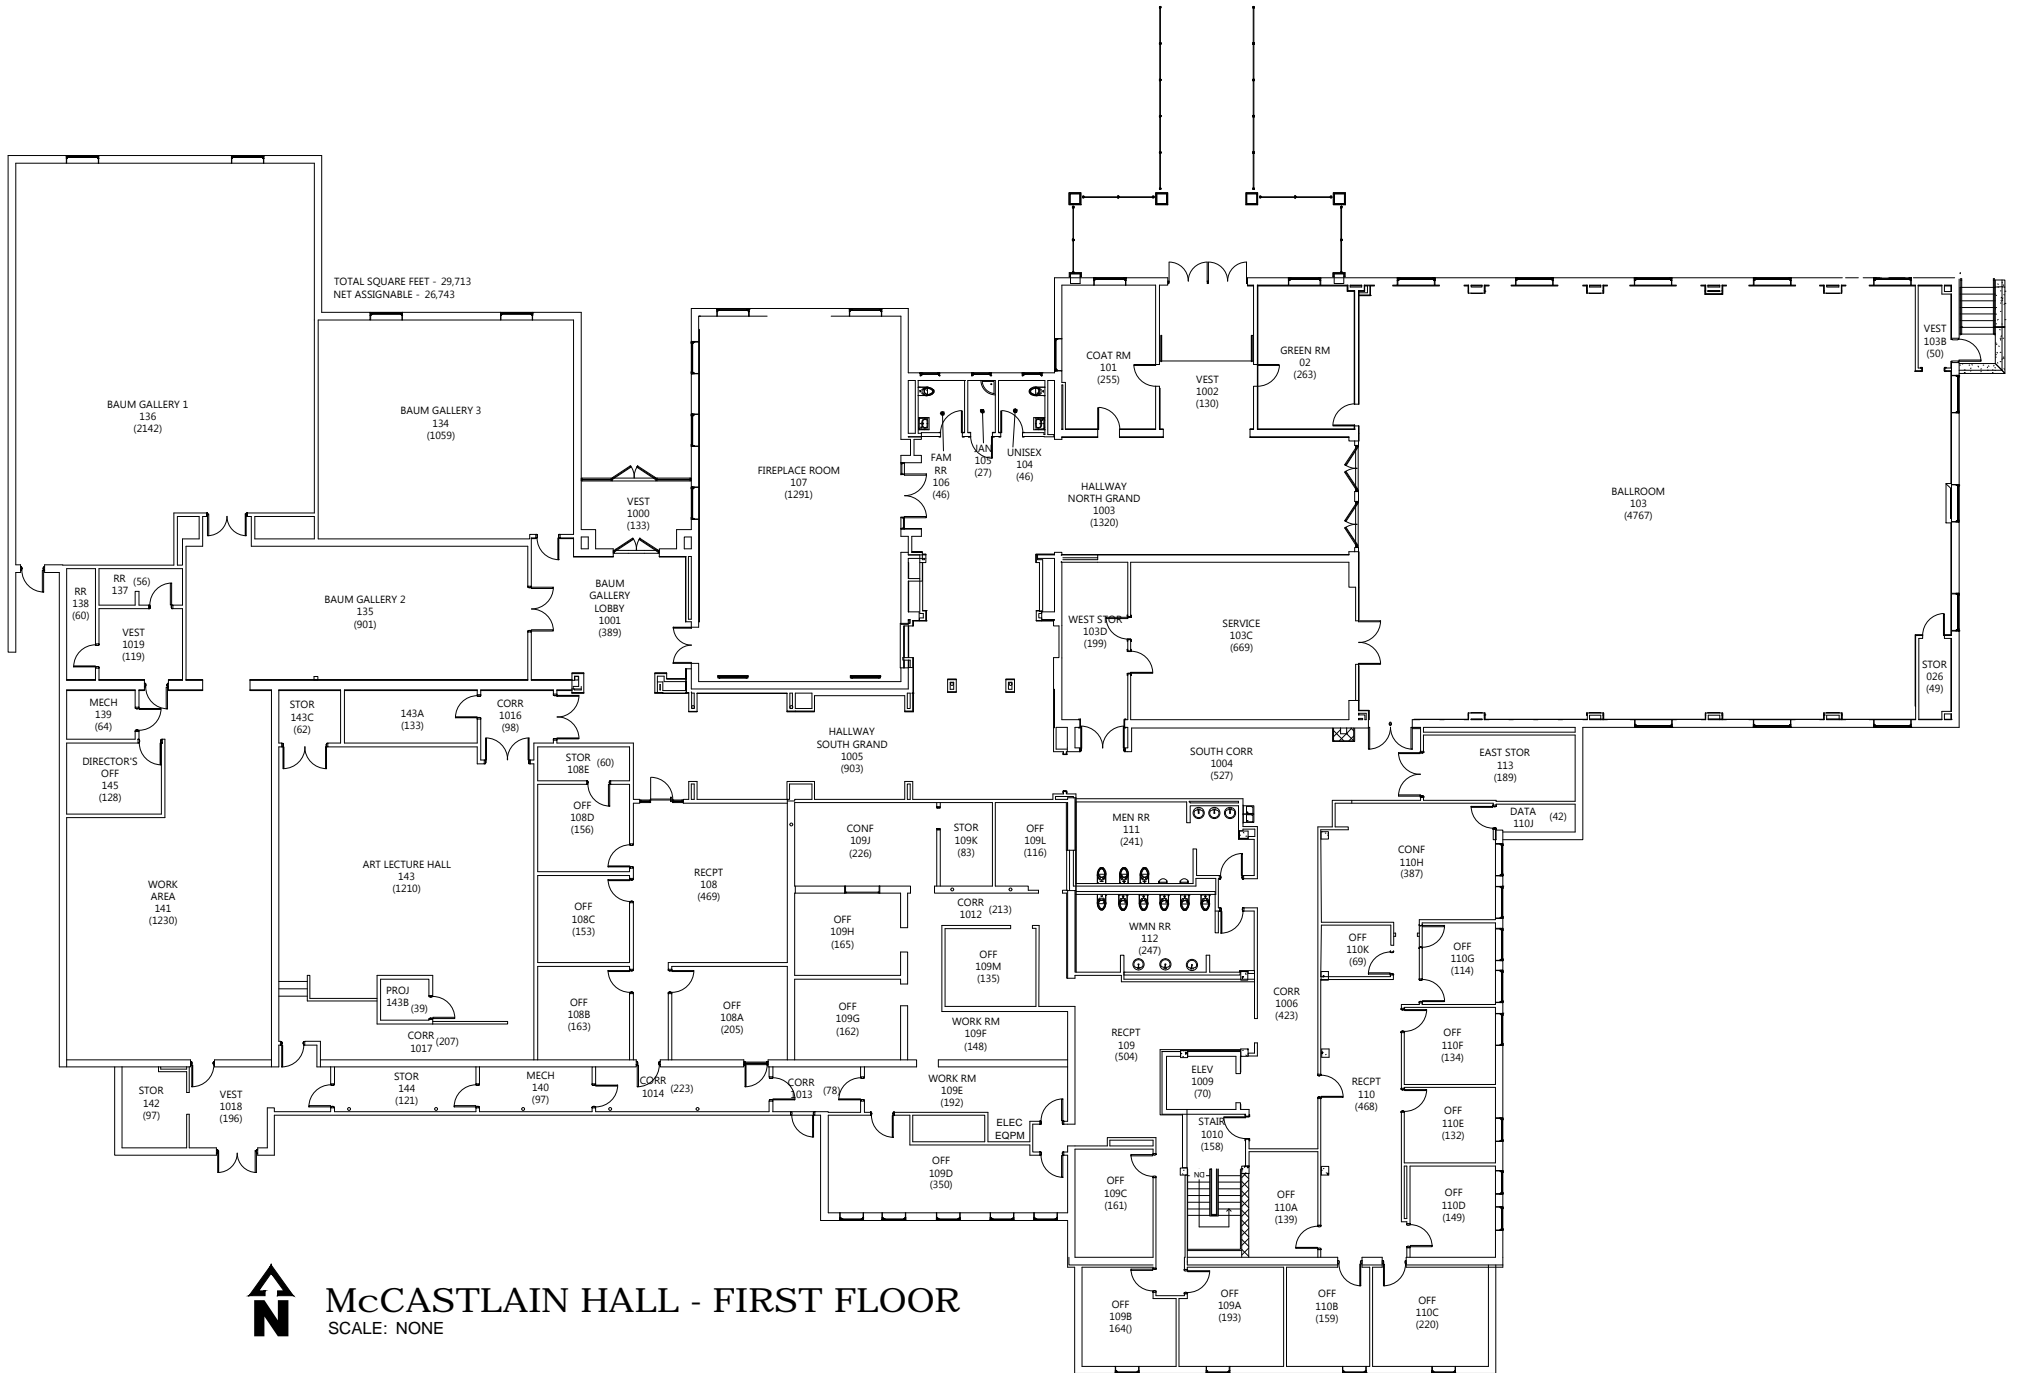 TOTAL SQUARE FEET - 29,713
NET ASSIGNABLE - 26,743
BAUM GALLERY 1
136
(2142)
BAUM GALLERY 3
134
(1059)
FIREPLACE ROOM
107
(1291)
COAT RM
101
(255)
VEST
1002
(130)
GREEN RM
02
(263)
VEST
103B
(50)
FAM
RR
106
(46)
JAN
105
(27)
UNISEX
104
(46)
HALLWAY
NORTH GRAND
1003
(1320)
BALLROOM
103
(4767)
VEST
1000
(133)
RR
138
(60)
RR
137
(56)
VEST
1019
(119)
BAUM GALLERY 2
135
(901)
BAUM
GALLERY
LOBBY
1001
(389)
WEST STOR
103D
(199)
SERVICE
103C
(669)
STOR
026
(49)
MECH
139
(64)
STOR
143C
(62)
143A
(133)
CORR
1016
(98)
HALLWAY
SOUTH GRAND
1005
(903)
SOUTH CORR
1004
(527)
EAST STOR
113
(189)
DIRECTOR'S
OFF
145
(128)
STOR
108E
(60)
OFF
108D
(156)
CONF
109J
(226)
STOR
109K
(83)
OFF
109L
(116)
MEN RR
111
(241)
DATA
110J
(42)
CONF
110H
(387)
WORK
AREA
141
(1230)
ART LECTURE HALL
143
(1210)
RECPT
108
(469)
OFF
108C
(153)
OFF
109H
(165)
CORR
1012
(213)
WMN RR
112
(247)
OFF
109M
(135)
OFF
110K
(69)
OFF
110G
(114)
PROJ
143B
(39)
CORR
1017
(207)
OFF
108B
(163)
OFF
108A
(205)
OFF
109G
(162)
WORK RM
109F
(148)
RECPT
109
(504)
CORR
1006
(423)
OFF
110F
(134)
STOR
142
(97)
VEST
1018
(196)
STOR
144
(121)
MECH
140
(97)
CORR
1014
(223)
CORR
1013
(78)
WORK RM
109E
(192)
ELEV
1009
(70)
RECPT
110
(468)
OFF
110E
(132)
ELEC
EQPM
STAIR
1010
(158)
DN
OFF
109D
(350)
OFF
109C
(161)
OFF
110A
(139)
OFF
110D
(149)
OFF
109B
164()
OFF
109A
(193)
OFF
110B
(159)
OFF
110C
(220)
N
McCASTLAIN HALL - FIRST FLOOR
SCALE: NONE